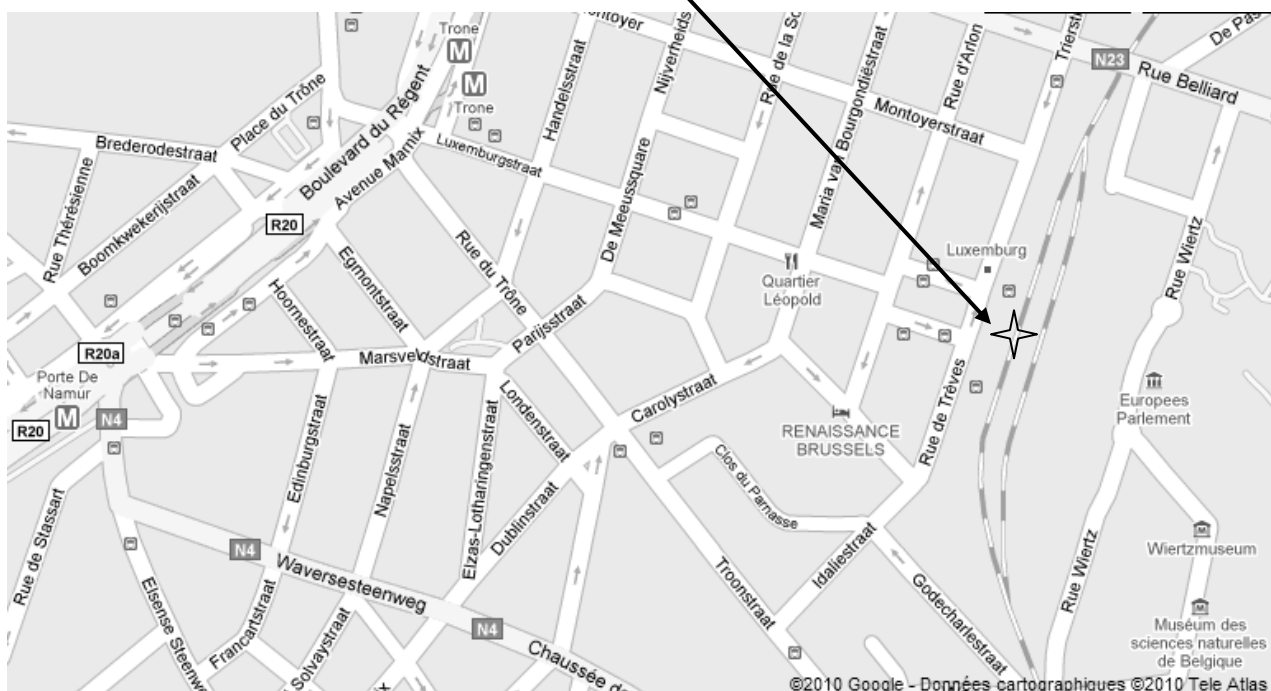 Trone
M
M
Trone
Montoyer
Nijverheids
Rue de la So
Rue d'Arlon
Trierst
De Pas
N23
Rue Belliard
Place du Trône
Boulevard du Régent
Avenue Marnix
Handelsstraat
Maria van Bourgondiëstraat
Montoyerstraat
Brederodestraat
Luxemburgstraat
De Meeussquare
Rue Thérésienne
Boomkwekerijstraat
R20
Rue du Trône
Egmontstraat
Hoornestraat
Luxemburg
Quartier
Léopold
Rue Wiertz
Parijsstraat
R20a
Marsveldstraat
Porte De
Namur
M
N4
R20
Londenstraat
Carolystraat
Rue de Trèves
Europees
Parlement
RENAISSANCE
BRUSSELS
Edinburgstraat
Napelsstraat
Elzas-Lotharingenstraat
Dublinstraat
Clos du Parnasse
Rue de Stassart
N4
Waversesteenweg
Idaliestraat
Troonstraat
Godecharlestraat
Rue Wiertz
Wiertzmuseum
Elsense Steenw
Francartstraat
Solvaystraat
N4
Chaussée de
Muséum des
sciences naturelles
de Belgique
©2010 Google - Données cartographiques ©2010 Tele Atlas